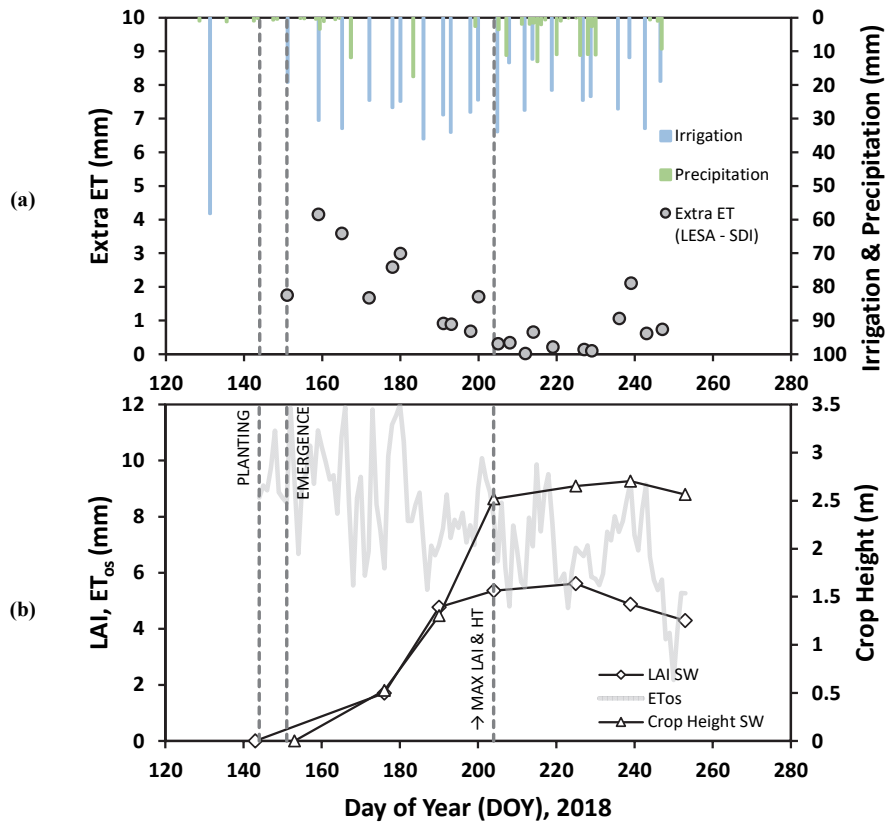 (a)
Extra ET (mm)
10
9
8
7
6
5
4
3
2
1
0
Irrigation
Precipitation
Extra ET
(LESA - SDI)
0
10
20
30
40
50
60
70
80
90
100
Irrigation & Precipitation (mm)
120 140 160 180 200 220 240 260 280
(b)
LAI, ETos (mm)
12
10
8
6
4
2
0
PLANTING
EMERGENCE
→ MAX LAI & HT
LAI SW
ETos
Crop Height SW
3.5
3
2.5
2
1.5
1
0.5
0
Crop Height (m)
120 140 160 180 200 220 240 260 280
Day of Year (DOY), 2018